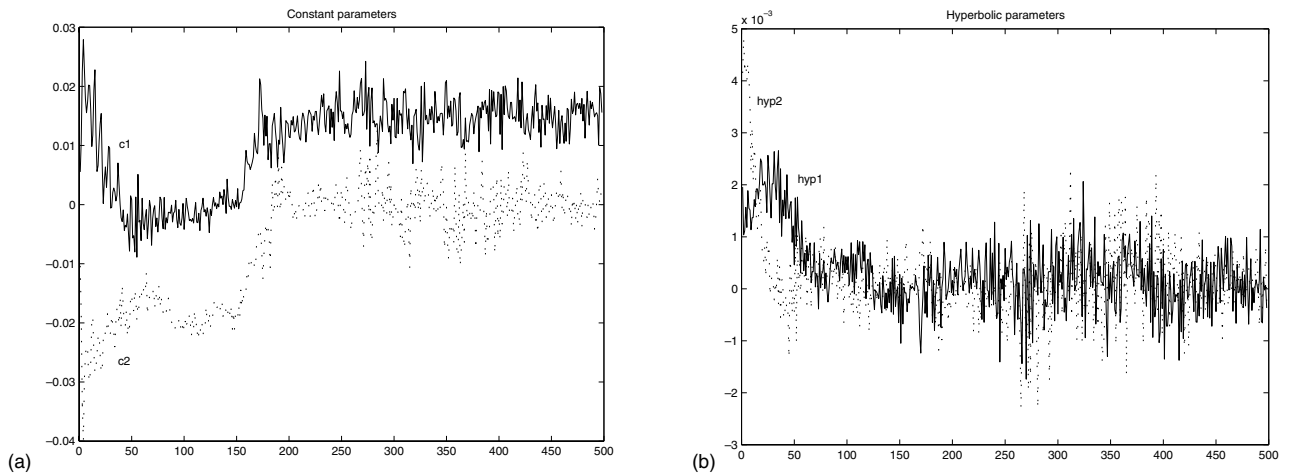 Constant parameters
0.03
0.02
0.01
0
−0.01
−0.02
−0.03
−0.04
c1
c2
0 50 100 150 200 250 300 350 400 450 500
(a)
Hyperbolic parameters
x 10⁻³
5
4
3
2
1
0
−1
−2
−3
hyp2
hyp1
0 50 100 150 200 250 300 350 400 450 500
(b)